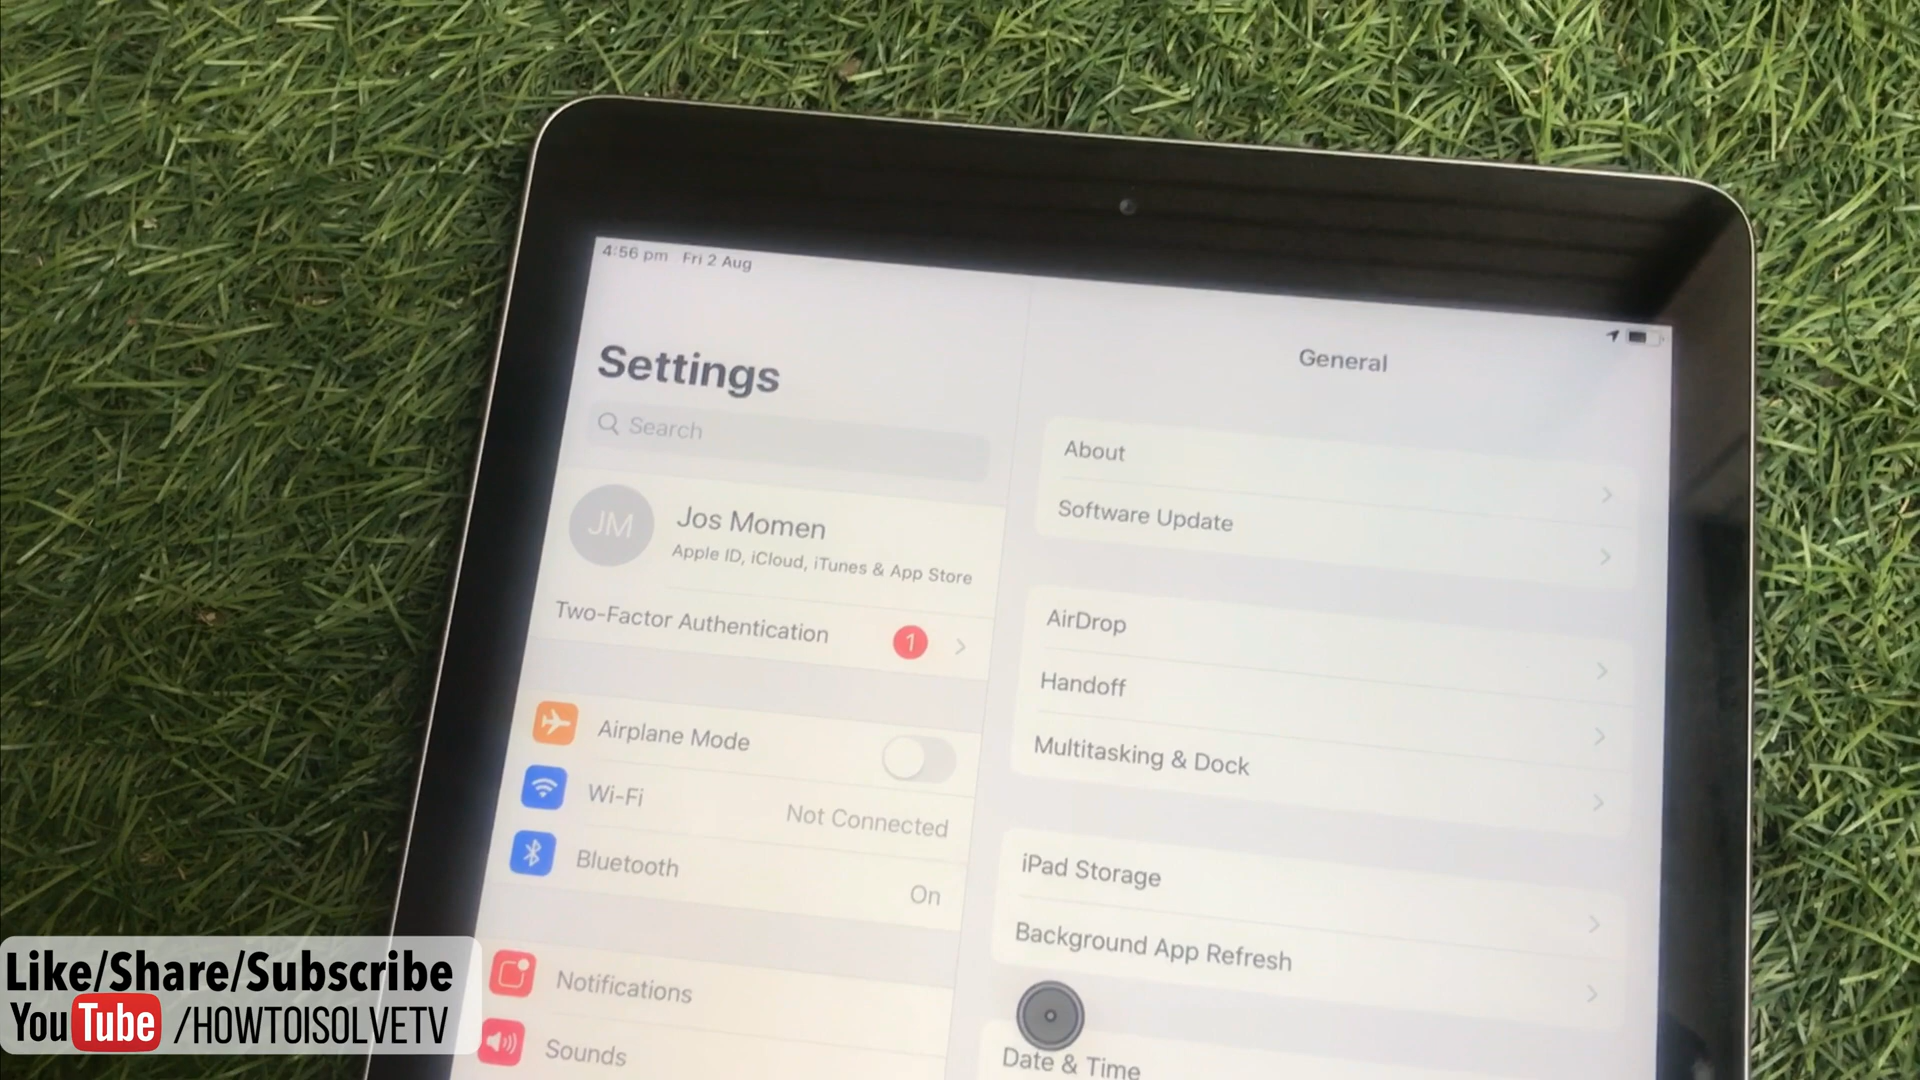 4:56 pm Fri 2 Aug
Settings
Search
JM
Jos Momen
Apple ID, iCloud, iTunes & App Store
Two-Factor Authentication
1
Airplane Mode
Wi-Fi
Not Connected
Bluetooth
On
Notifications
Sounds
General
About
Software Update
AirDrop
Handoff
Multitasking & Dock
iPad Storage
Background App Refresh
Date & Time
Like/Share/Subscribe
YouTube /HOWTOISOLVETV